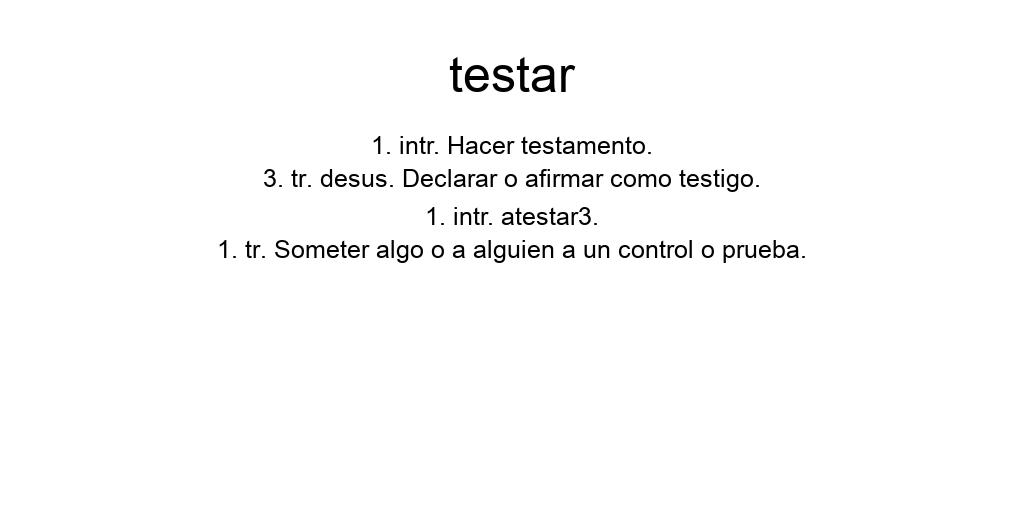 testar
1. intr. Hacer testamento.
3. tr. desus. Declarar o afirmar como testigo.
1. intr. atestar3.
1. tr. Someter algo o a alguien a un control o prueba.